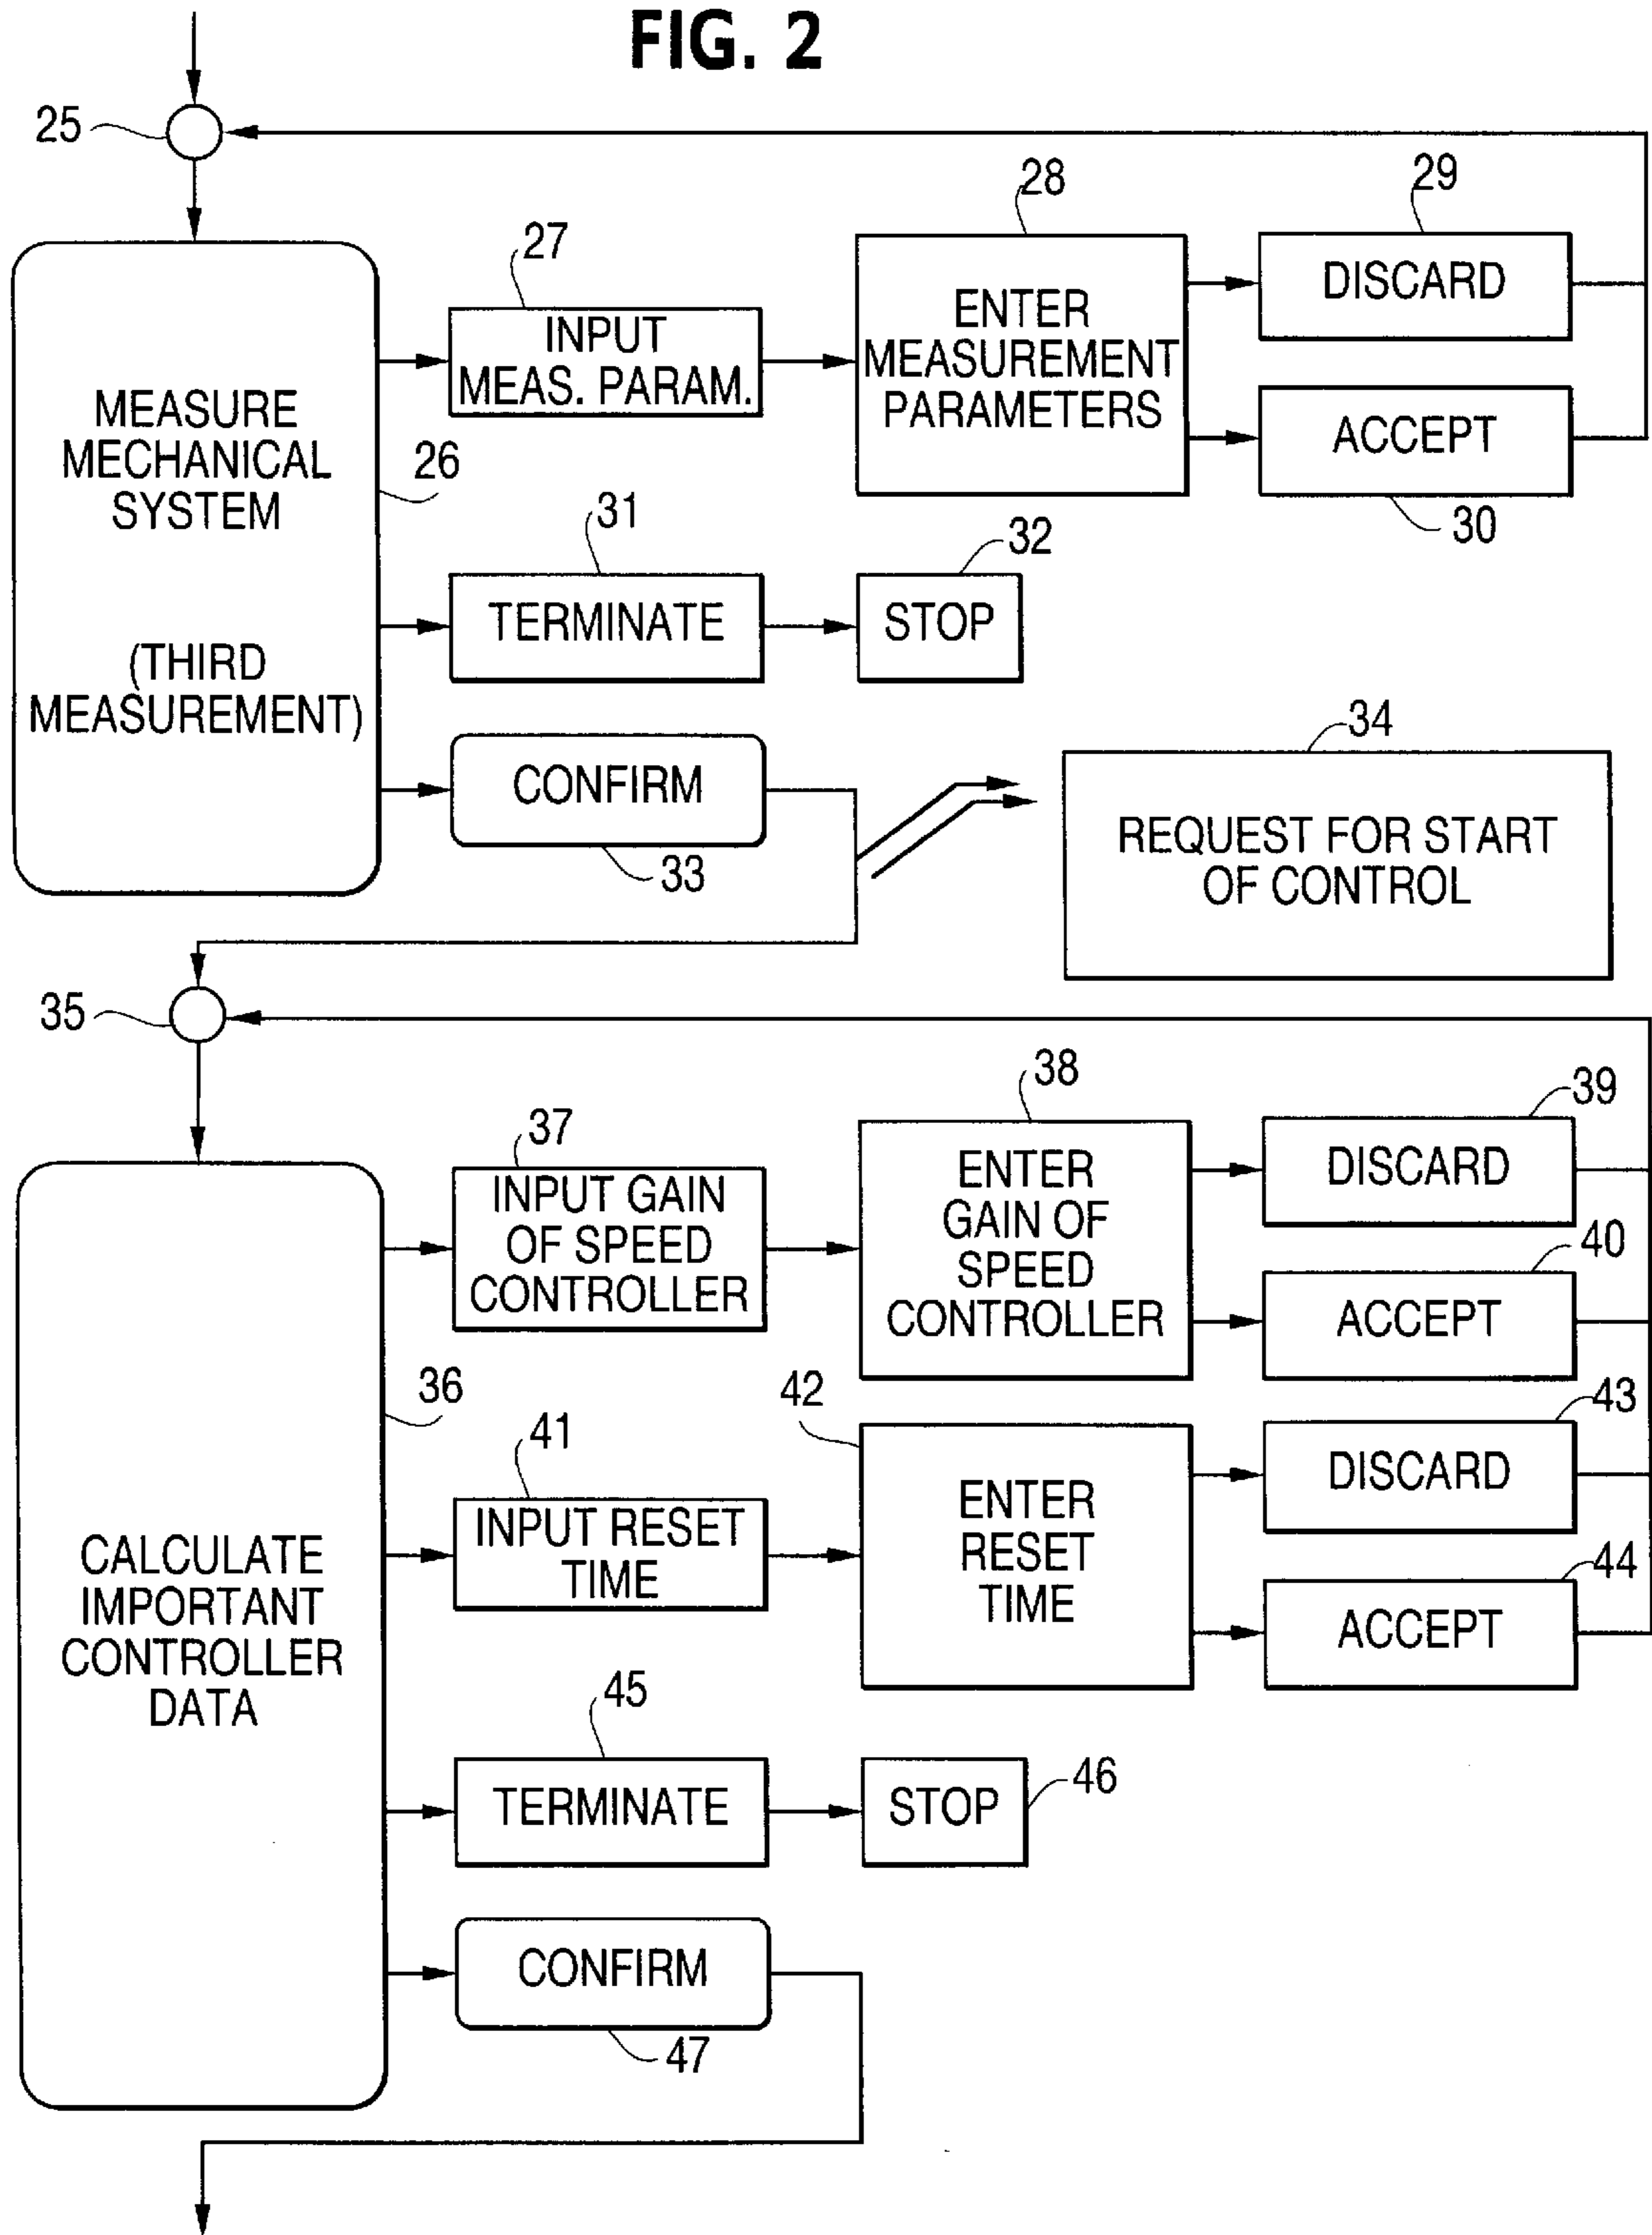 FIG. 2
25
28
29
27
ENTER
MEASUREMENT
PARAMETERS
DISCARD
INPUT
MEAS. PARAM.
ACCEPT
30
MEASURE
MECHANICAL
SYSTEM
26
(THIRD
MEASUREMENT)
31
32
TERMINATE
STOP
CONFIRM
33
34
REQUEST FOR START
OF CONTROL
35
38
39
37
INPUT GAIN
OF SPEED
CONTROLLER
ENTER
GAIN OF
SPEED
CONTROLLER
DISCARD
40
ACCEPT
36
42
43
41
INPUT RESET
TIME
ENTER
RESET
TIME
DISCARD
44
ACCEPT
CALCULATE
IMPORTANT
CONTROLLER
DATA
45
TERMINATE
STOP
46
CONFIRM
47